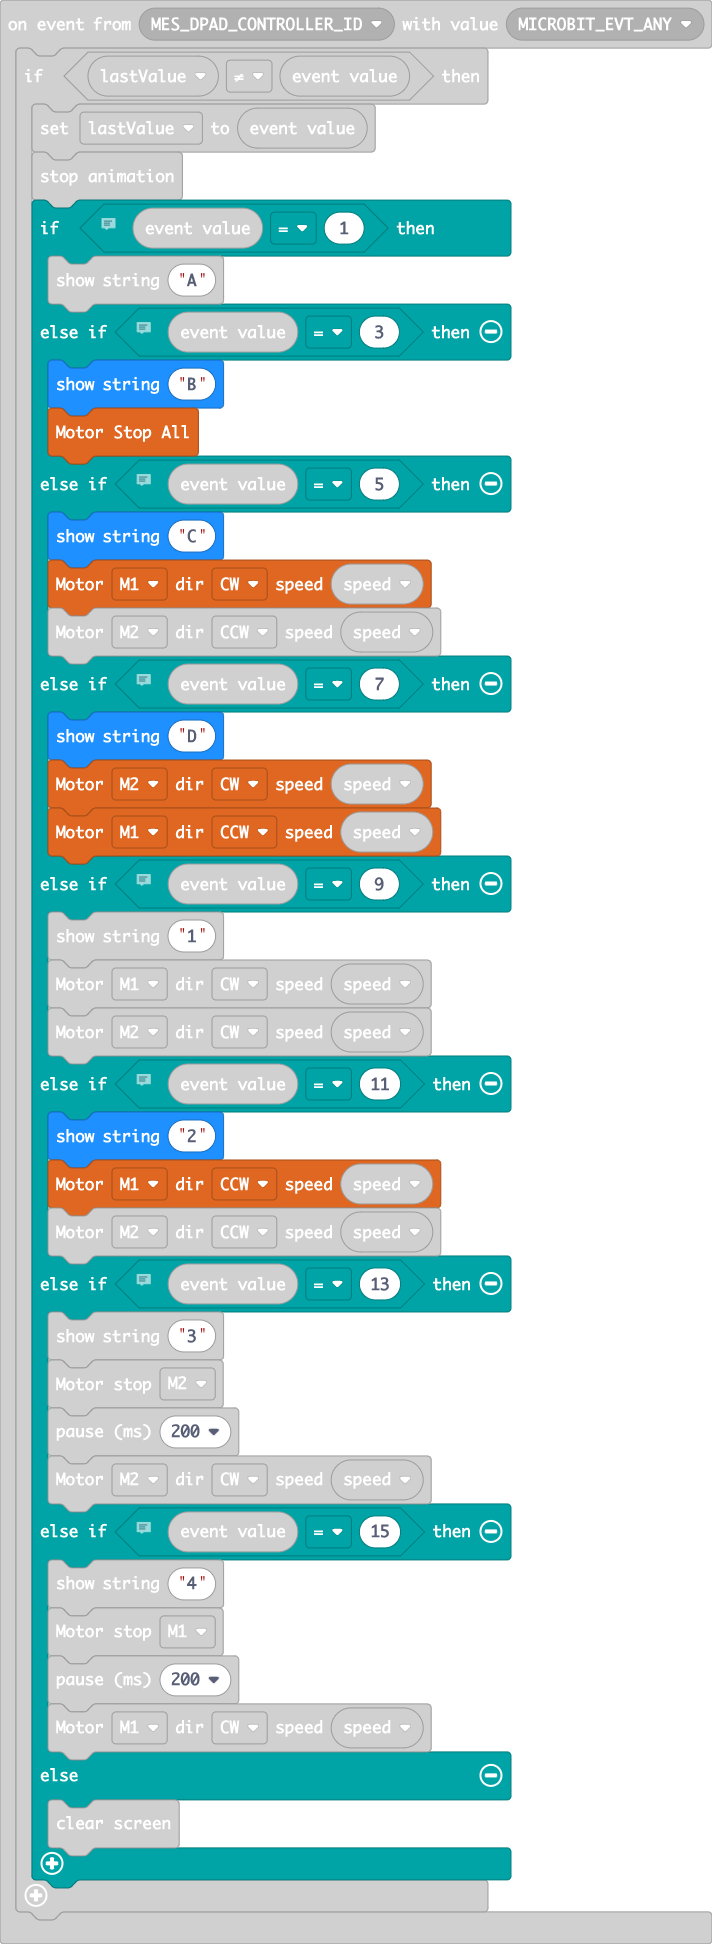 on event from MES_DPAD_CONTROLLER_ID with value MICROBIT_EVT_ANY
if lastValue ≠ event value then
set lastValue to event value
stop animation
if event value = 1 then
show string "A"
else if event value = 3 then
show string "B"
Motor Stop All
else if event value = 5 then
show string "C"
Motor M1 dir CW speed speed
Motor M2 dir CCW speed speed
else if event value = 7 then
show string "D"
Motor M2 dir CW speed speed
Motor M1 dir CCW speed speed
else if event value = 9 then
show string "1"
Motor M1 dir CW speed speed
Motor M2 dir CW speed speed
else if event value = 11 then
show string "2"
Motor M1 dir CCW speed speed
Motor M2 dir CCW speed speed
else if event value = 13 then
show string "3"
Motor stop M2
pause (ms) 200
Motor M2 dir CW speed speed
else if event value = 15 then
show string "4"
Motor stop M1
pause (ms) 200
Motor M1 dir CW speed speed
else
clear screen